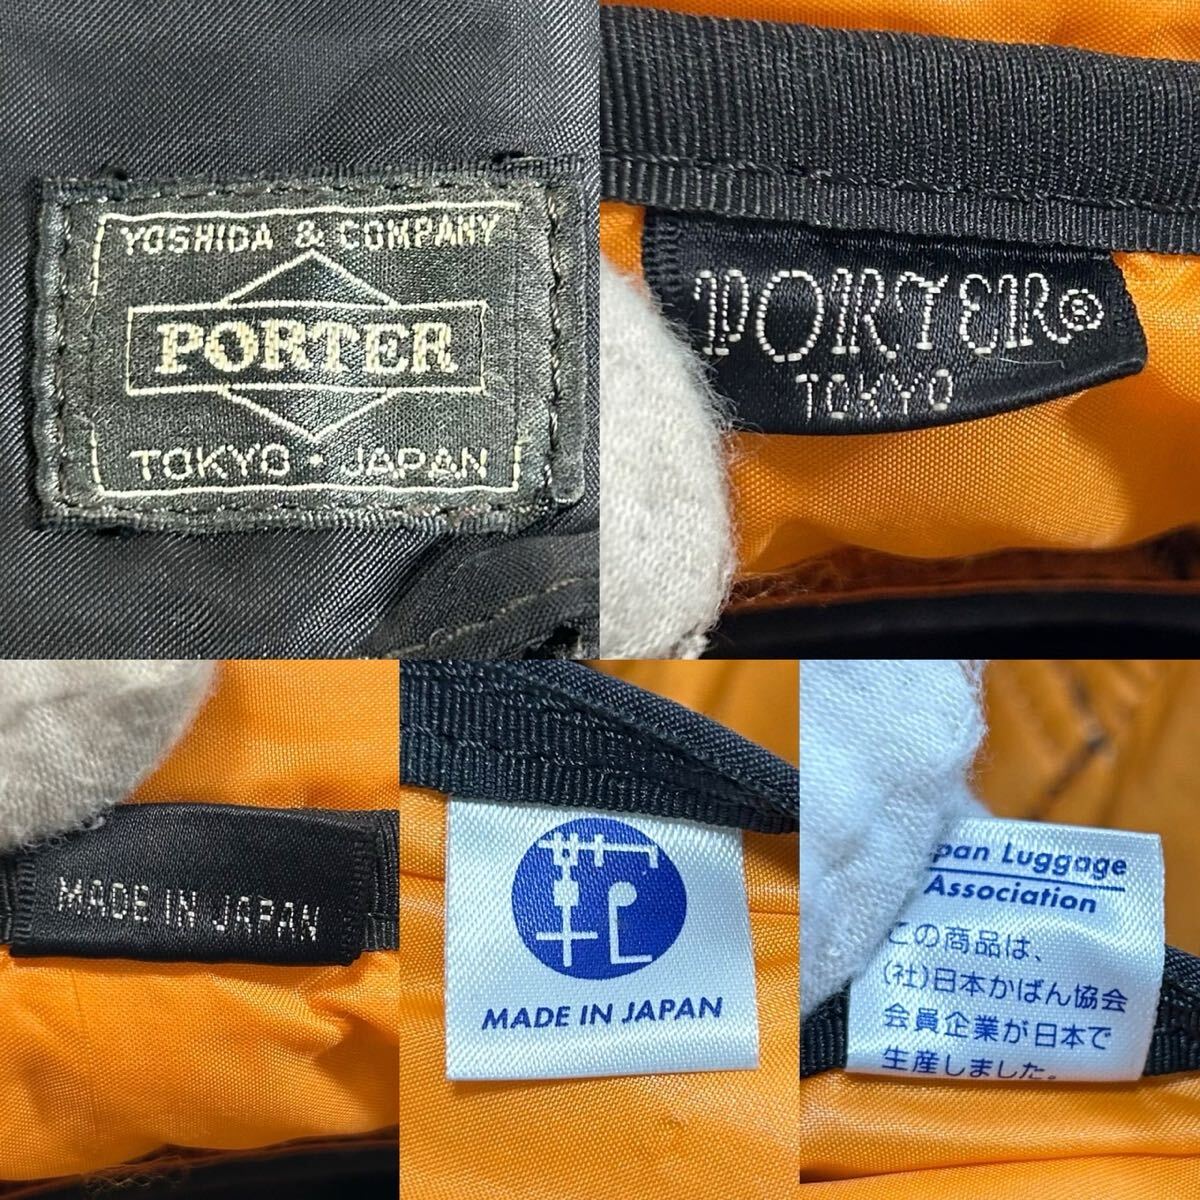 YOSHIDA & COMPANY
PORTER
TOKYO・JAPAN
PORTER®
TOKYO
MADE IN JAPAN
MADE IN JAPAN
pan Luggage
Association
この商品は、
(社)日本かばん協会
会員企業が日本で
生産しました。